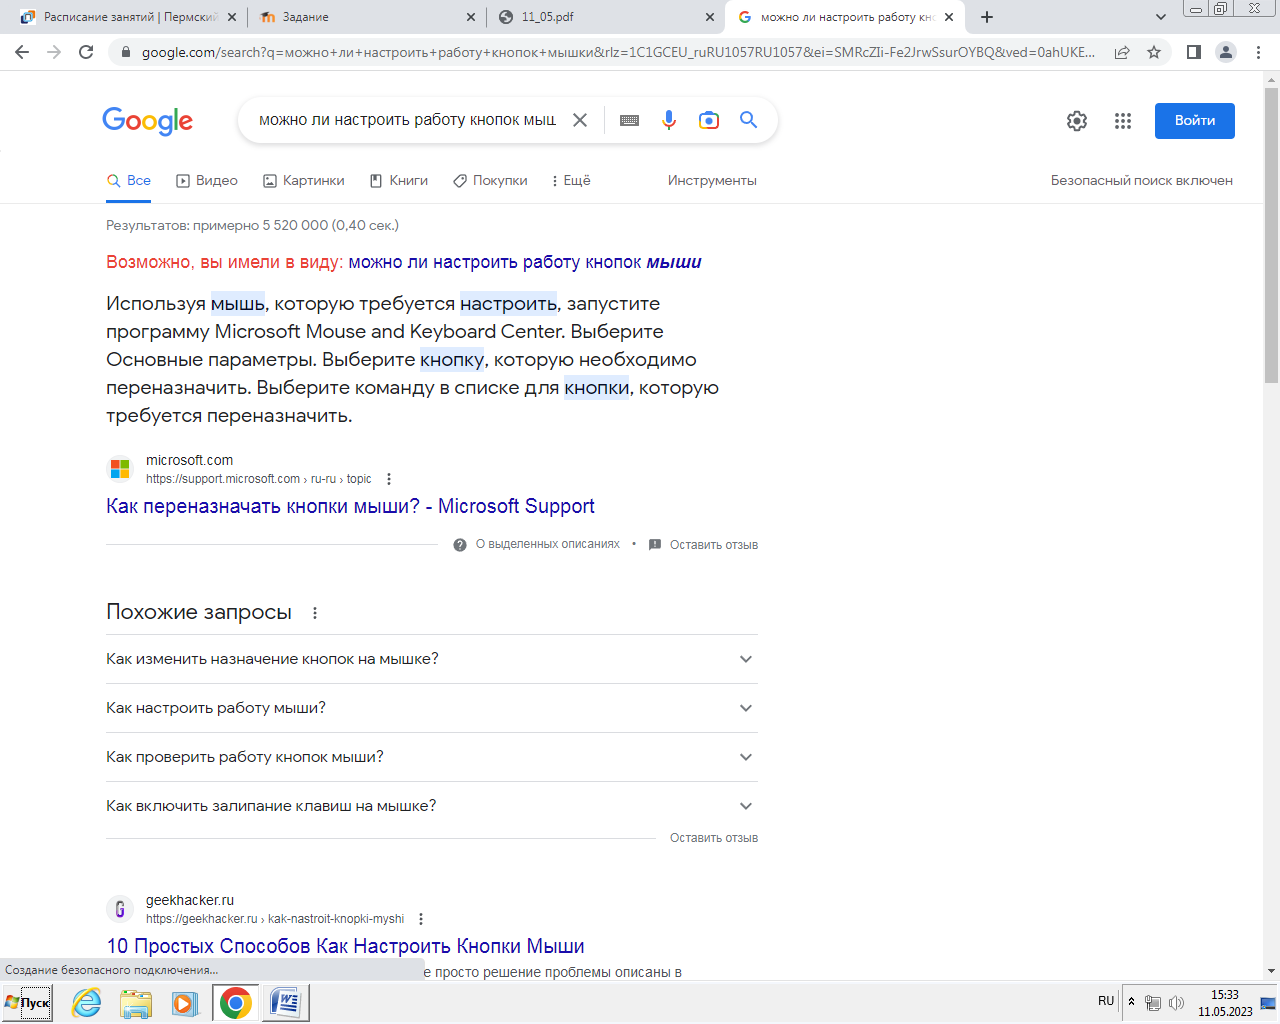 Расписание занятий | Пермский
Задание
11_05.pdf
можно ли настроить работу кно
google.com/search?q=можно+ли+настроить+работу+кнопок+мышки&rlz=1C1GCEU_ruRU1057RU1057&ei=SMRcZIi-Fe2JrwSsurOYBQ&ved=0ahUKE...
Google
можно ли настроить работу кнопок мыш
Войти
Все
Видео
Картинки
Книги
Покупки
Ещё
Инструменты
Безопасный поиск включен
Результатов: примерно 5 520 000 (0,40 сек.)
Возможно, вы имели в виду: можно ли настроить работу кнопок мыши
Используя мышь, которую требуется настроить, запустите
программу Microsoft Mouse and Keyboard Center. Выберите
Основные параметры. Выберите кнопку, которую необходимо
переназначить. Выберите команду в списке для кнопки, которую
требуется переназначить.
microsoft.com
https://support.microsoft.com › ru-ru › topic
Как переназначать кнопки мыши? - Microsoft Support
О выделенных описаниях • Оставить отзыв
Похожие запросы
Как изменить назначение кнопок на мышке?
Как настроить работу мыши?
Как проверить работу кнопок мыши?
Как включить залипание клавиш на мышке?
Оставить отзыв
geekhacker.ru
https://geekhacker.ru › kak-nastroit-knopki-myshi
10 Простых Способов Как Настроить Кнопки Мыши
Создание безопасного подключения...
е просто решение проблемы описаны в
Пуск
RU
15:33
11.05.2023